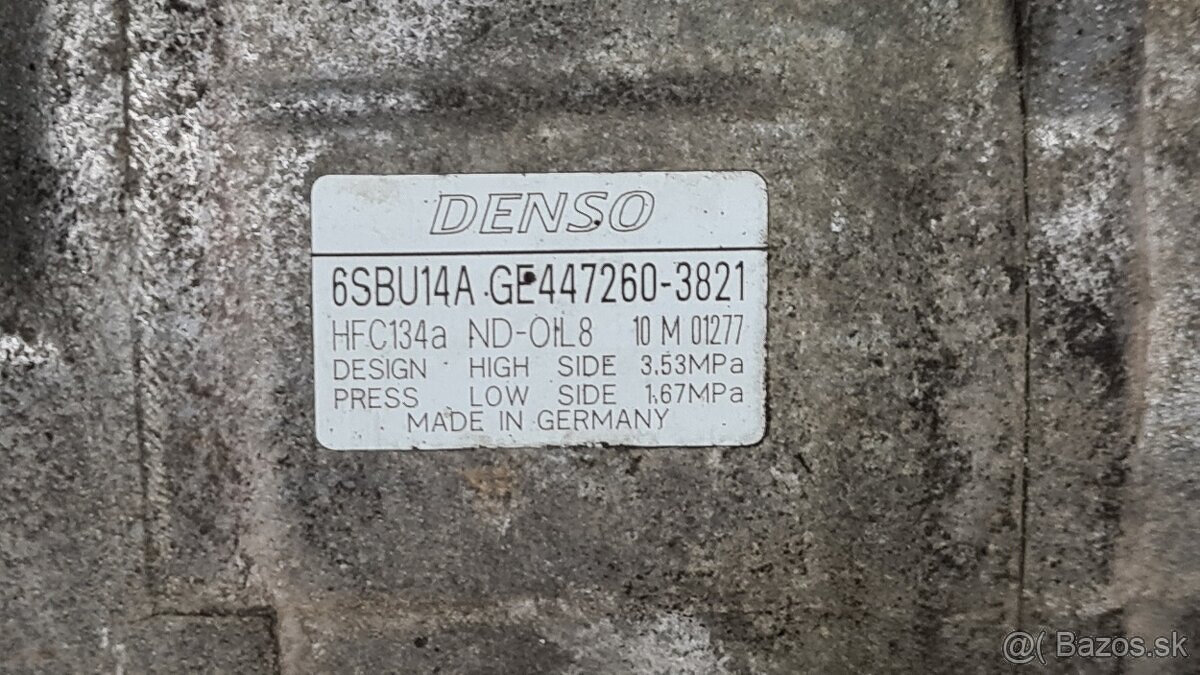 DENSO
6SBU14A GE447260-3821
HFC134a ND-OIL8 10 M 01277
DESIGN HIGH SIDE 3.53MPa
PRESS LOW SIDE 1.67MPa
MADE IN GERMANY
@( Bazos.sk